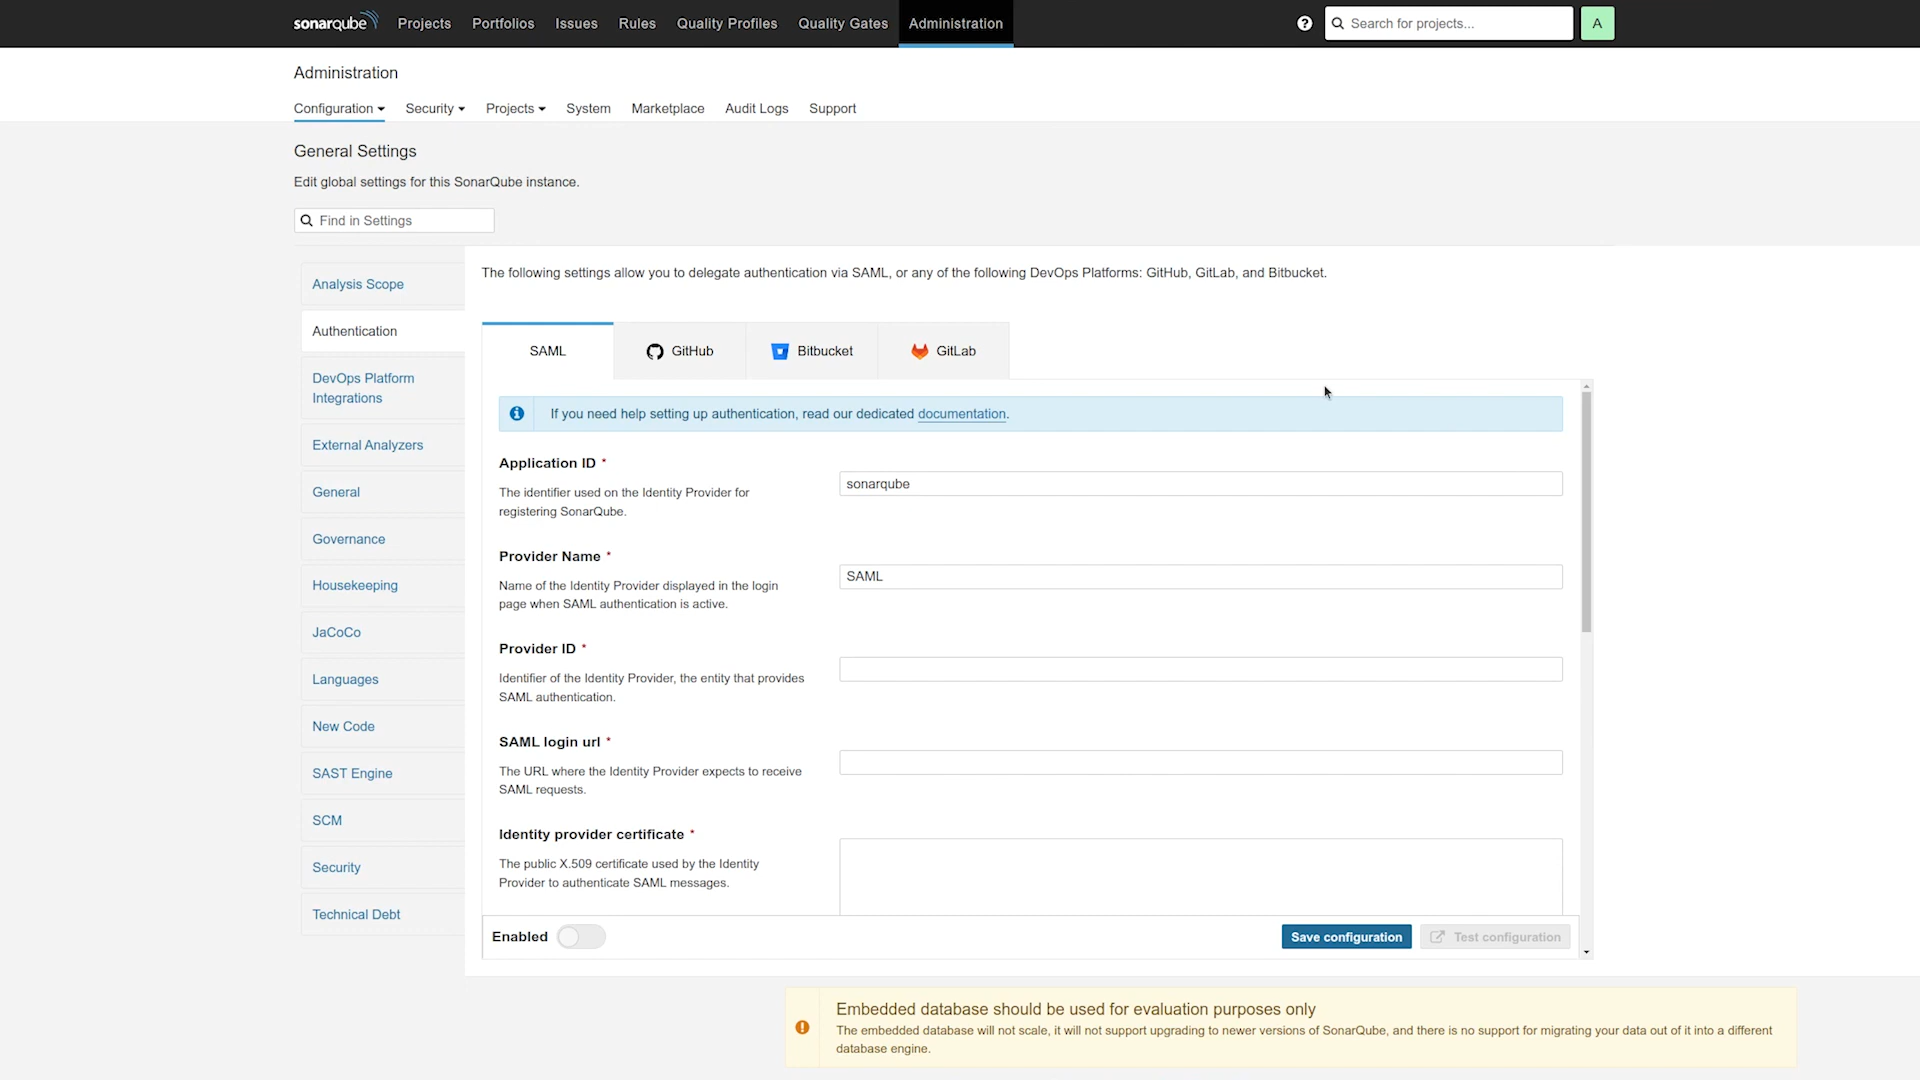 sonarqube Projects Portfolios Issues Rules Quality Profiles Quality Gates Administration Search for projects... A
Administration
Configuration Security Projects System Marketplace Audit Logs Support
General Settings
Edit global settings for this SonarQube instance.
Find in Settings
Analysis Scope
Authentication
DevOps Platform
Integrations
External Analyzers
General
Governance
Housekeeping
JaCoCo
Languages
New Code
SAST Engine
SCM
Security
Technical Debt
The following settings allow you to delegate authentication via SAML, or any of the following DevOps Platforms: GitHub, GitLab, and Bitbucket.
SAML GitHub Bitbucket GitLab
If you need help setting up authentication, read our dedicated documentation.
Application ID *
The identifier used on the Identity Provider for
registering SonarQube.
sonarqube
Provider Name *
Name of the Identity Provider displayed in the login
page when SAML authentication is active.
SAML
Provider ID *
Identifier of the Identity Provider, the entity that provides
SAML authentication.
SAML login url *
The URL where the Identity Provider expects to receive
SAML requests.
Identity provider certificate *
The public X.509 certificate used by the Identity
Provider to authenticate SAML messages.
Enabled Save configuration Test configuration
Embedded database should be used for evaluation purposes only
The embedded database will not scale, it will not support upgrading to newer versions of SonarQube, and there is no support for migrating your data out of it into a different
database engine.